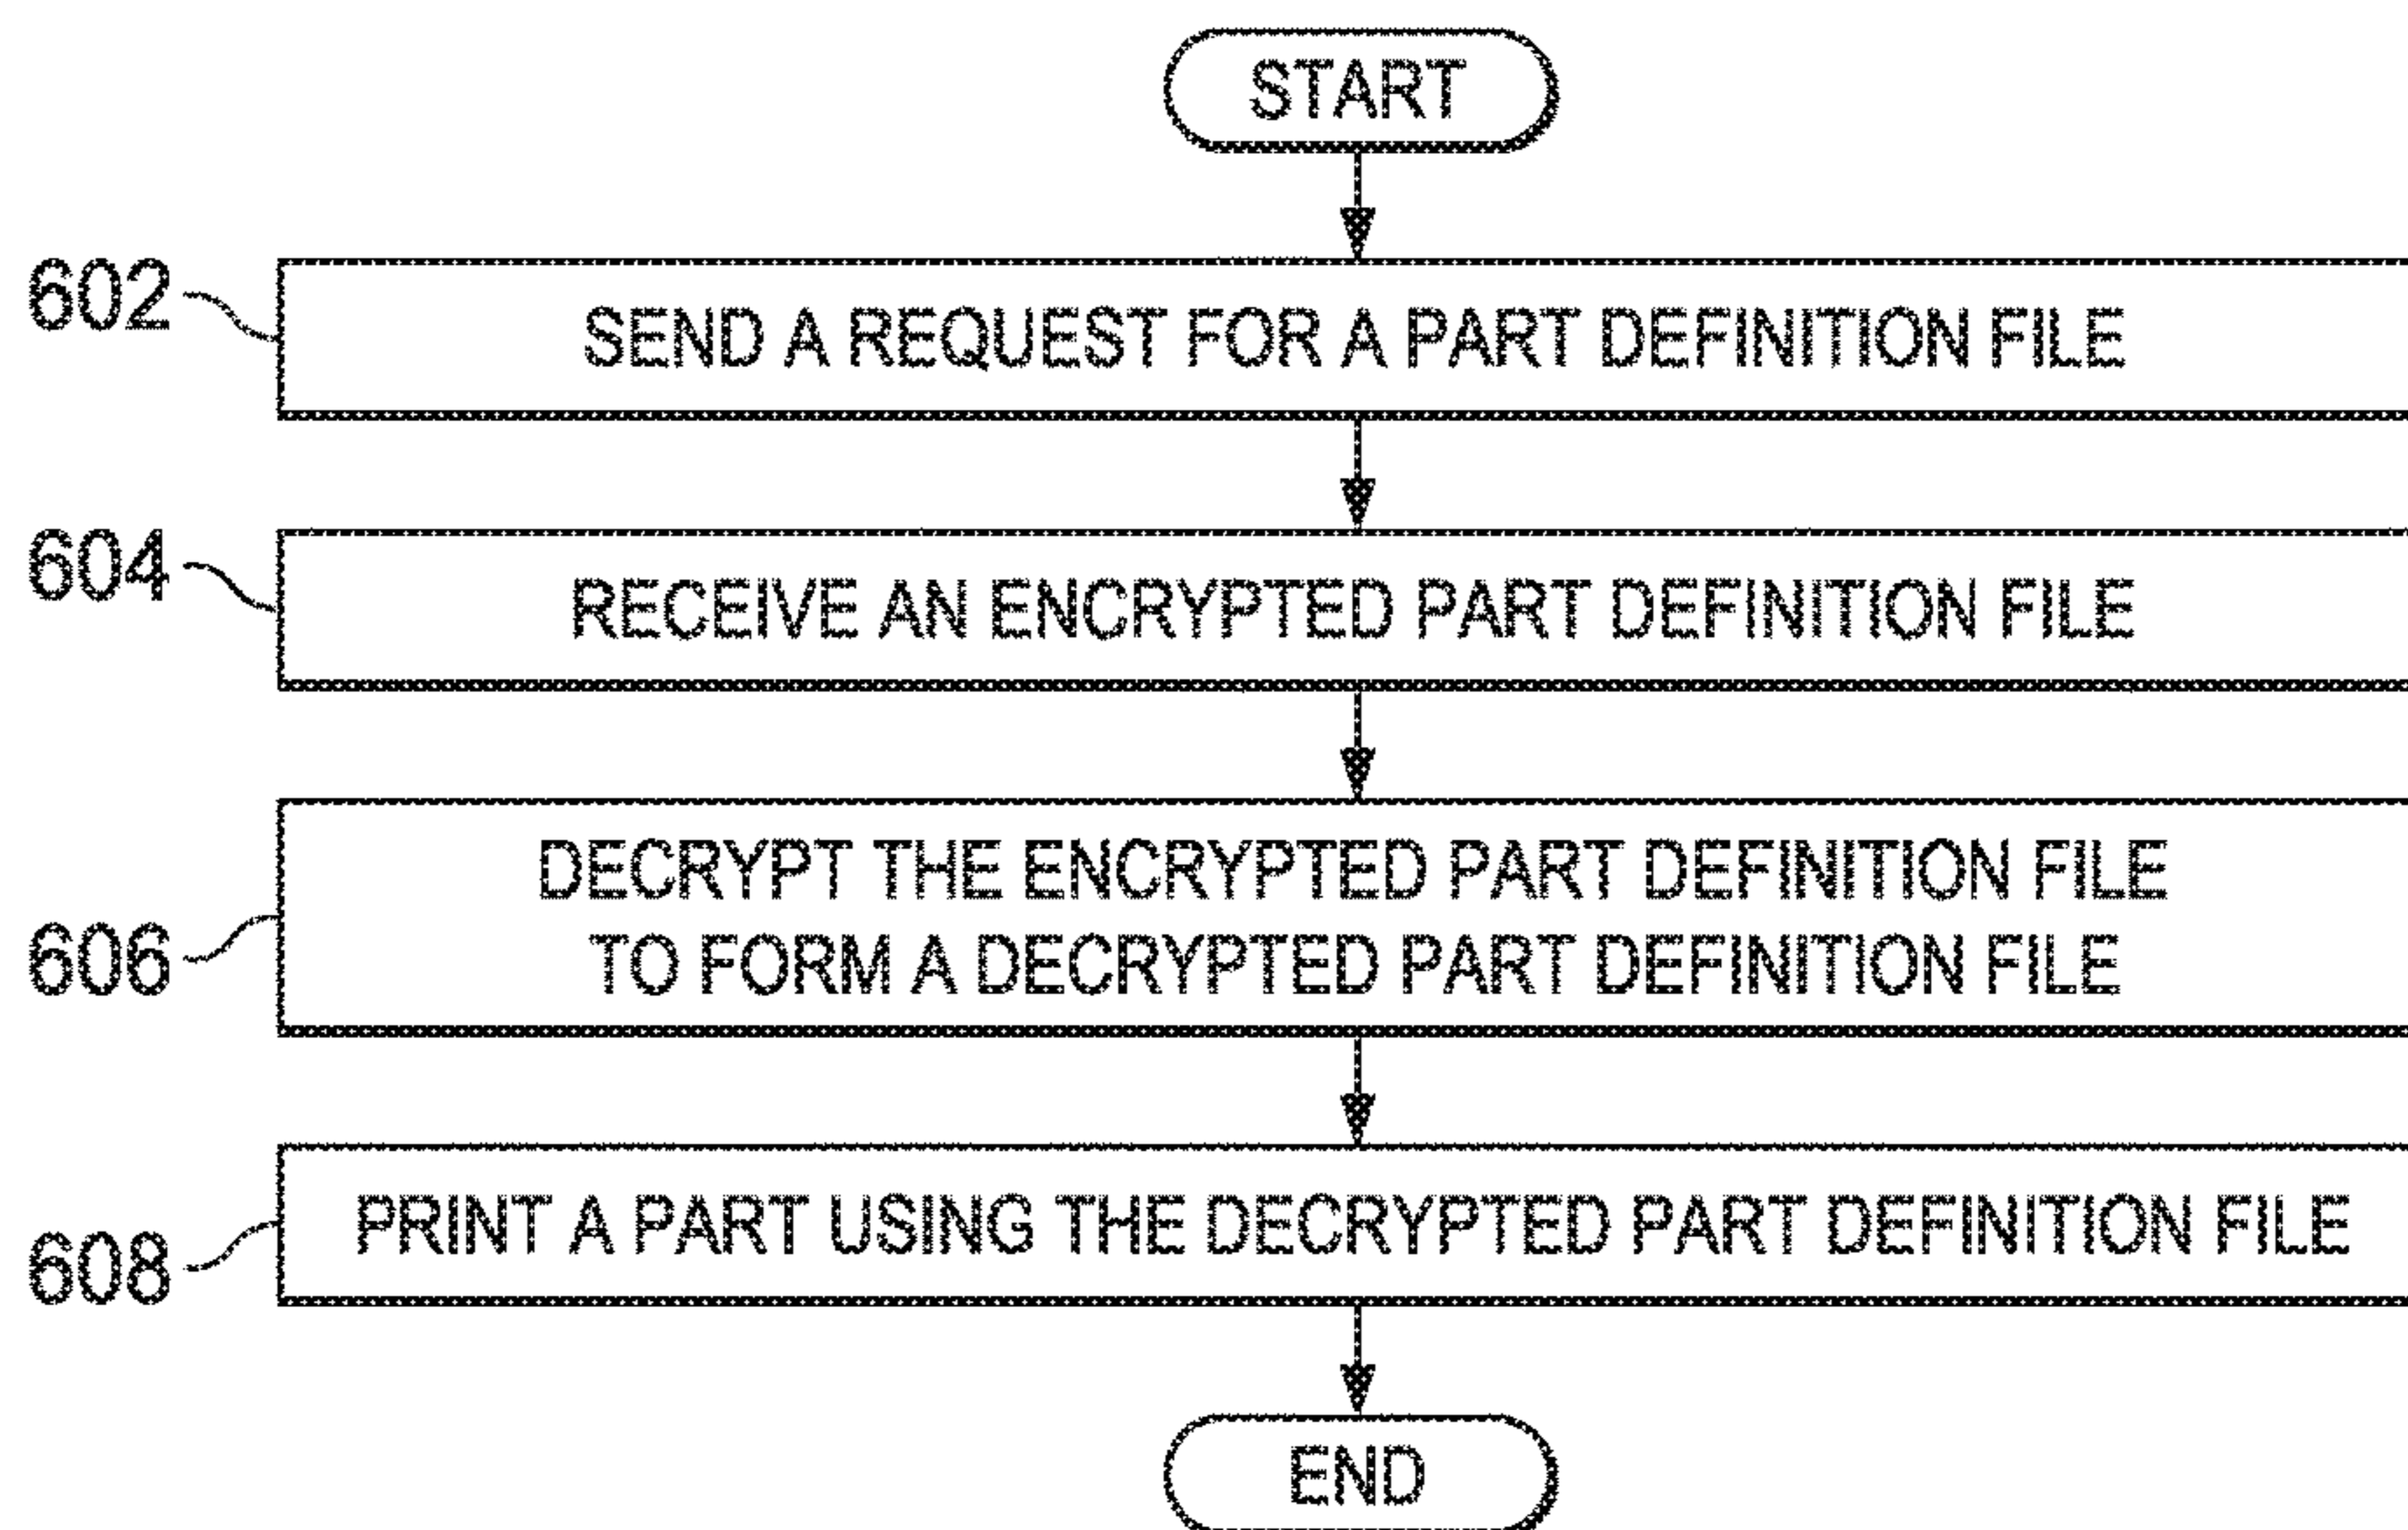 START
602
SEND A REQUEST FOR A PART DEFINITION FILE
604
RECEIVE AN ENCRYPTED PART DEFINITION FILE
606
DECRYPT THE ENCRYPTED PART DEFINITION FILE
TO FORM A DECRYPTED PART DEFINITION FILE
608
PRINT A PART USING THE DECRYPTED PART DEFINITION FILE
END